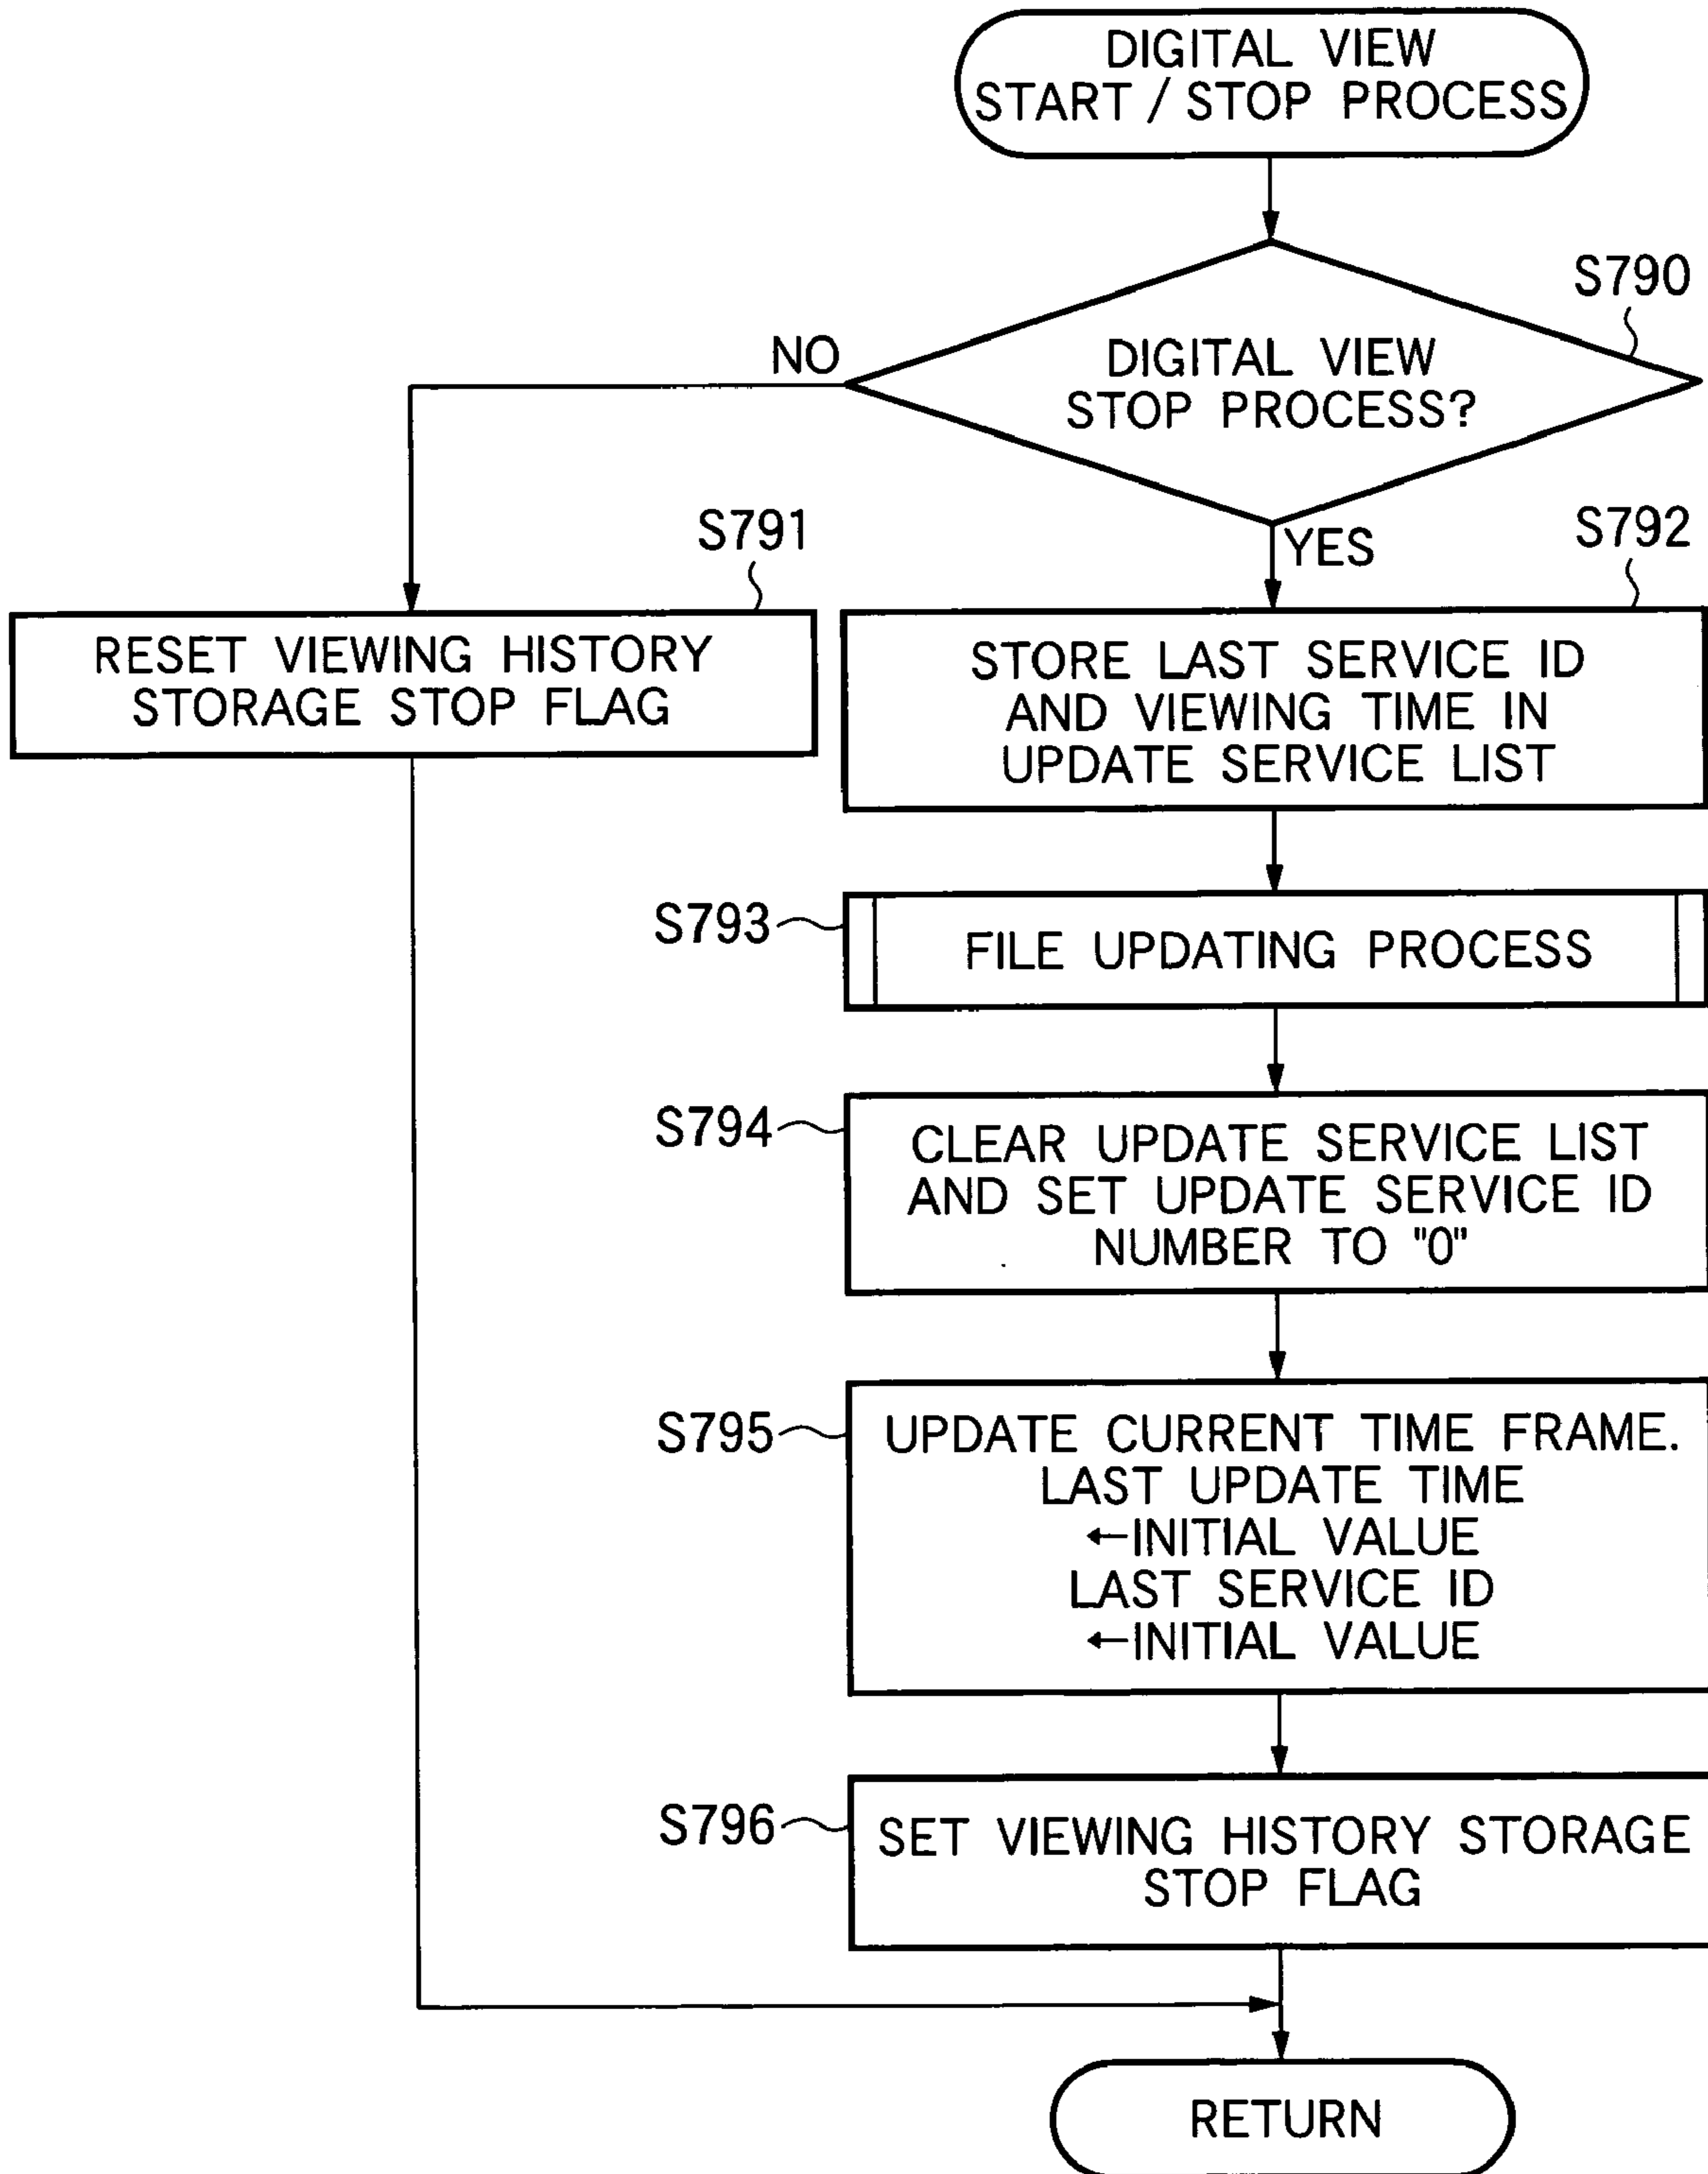 DIGITAL VIEW
START / STOP PROCESS
S790
NO
DIGITAL VIEW
STOP PROCESS?
YES
S791
RESET VIEWING HISTORY
STORAGE STOP FLAG
S792
STORE LAST SERVICE ID
AND VIEWING TIME IN
UPDATE SERVICE LIST
S793
FILE UPDATING PROCESS
S794
CLEAR UPDATE SERVICE LIST
AND SET UPDATE SERVICE ID
NUMBER TO "0"
S795
UPDATE CURRENT TIME FRAME.
LAST UPDATE TIME
←INITIAL VALUE
LAST SERVICE ID
←INITIAL VALUE
S796
SET VIEWING HISTORY STORAGE
STOP FLAG
RETURN